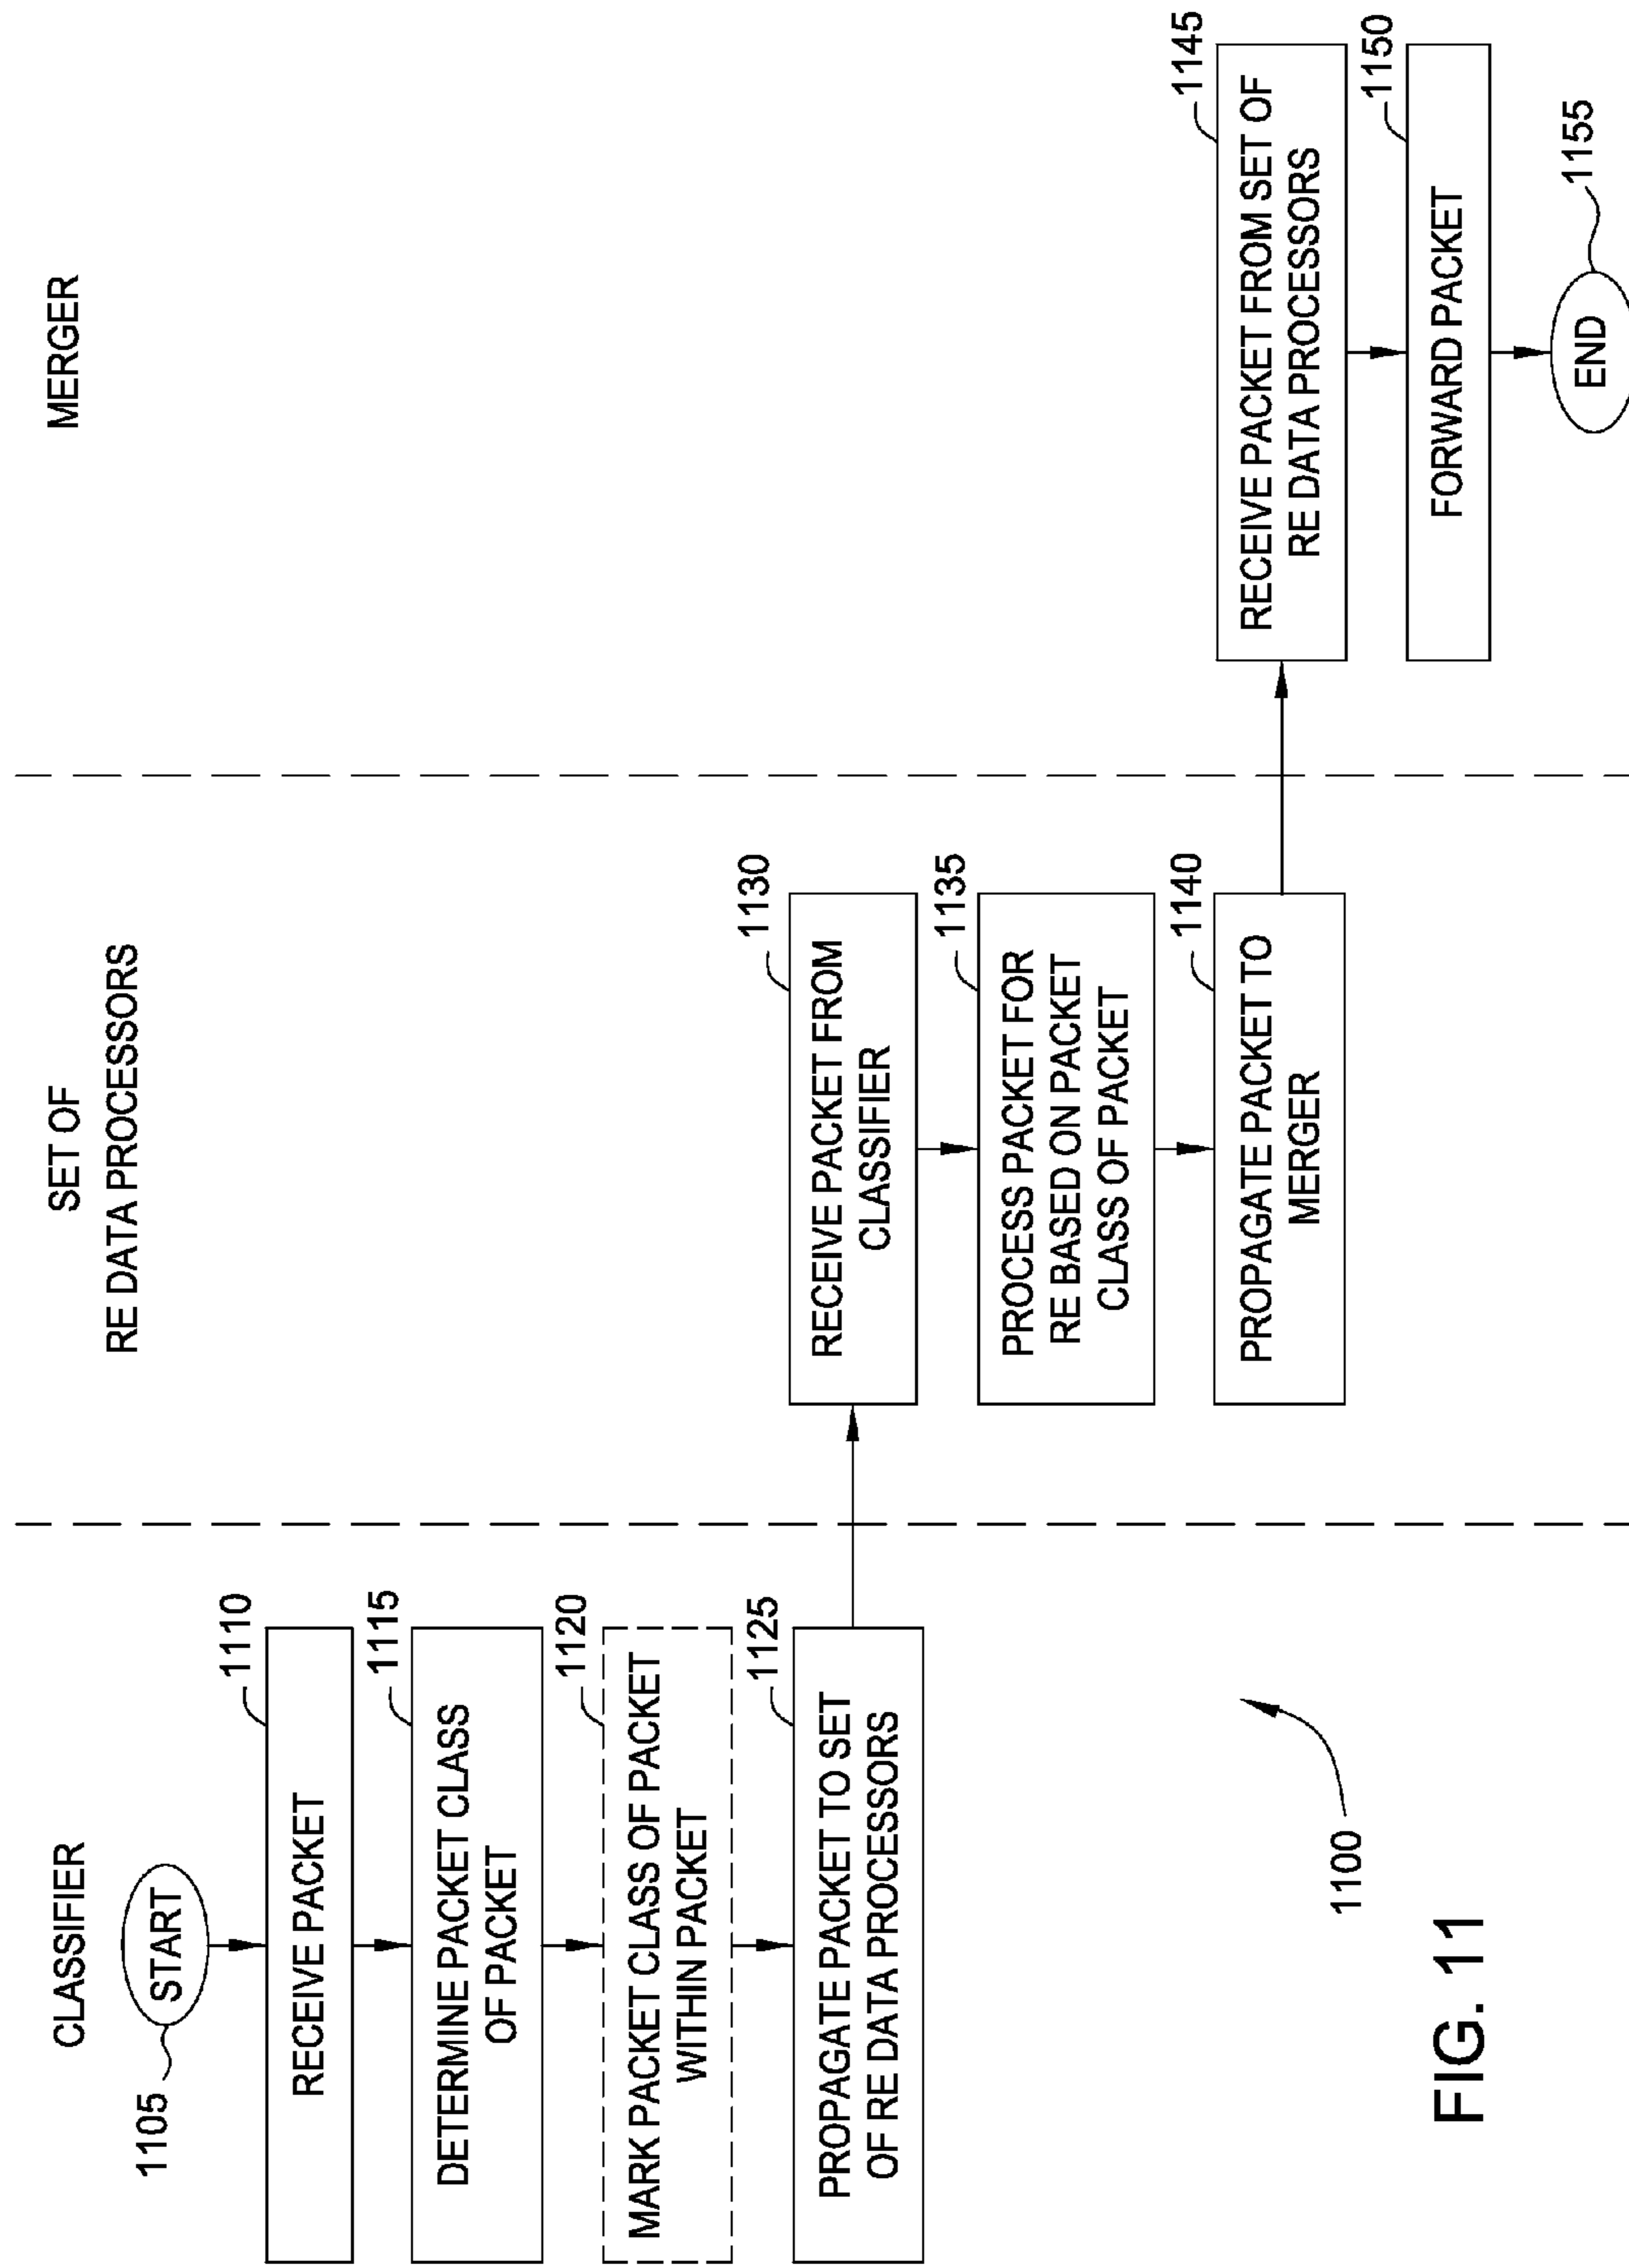 CLASSIFIER
1105
START
1110
RECEIVE PACKET
1115
DETERMINE PACKET CLASS
OF PACKET
1120
MARK PACKET CLASS OF PACKET
WITHIN PACKET
1125
PROPAGATE PACKET TO SET
OF RE DATA PROCESSORS
SET OF
RE DATA PROCESSORS
1130
RECEIVE PACKET FROM
CLASSIFIER
1135
PROCESS PACKET FOR
RE BASED ON PACKET
CLASS OF PACKET
1140
PROPAGATE PACKET TO
MERGER
MERGER
1145
RECEIVE PACKET FROM SET OF
RE DATA PROCESSORS
1150
FORWARD PACKET
END
1155
1100
FIG. 11